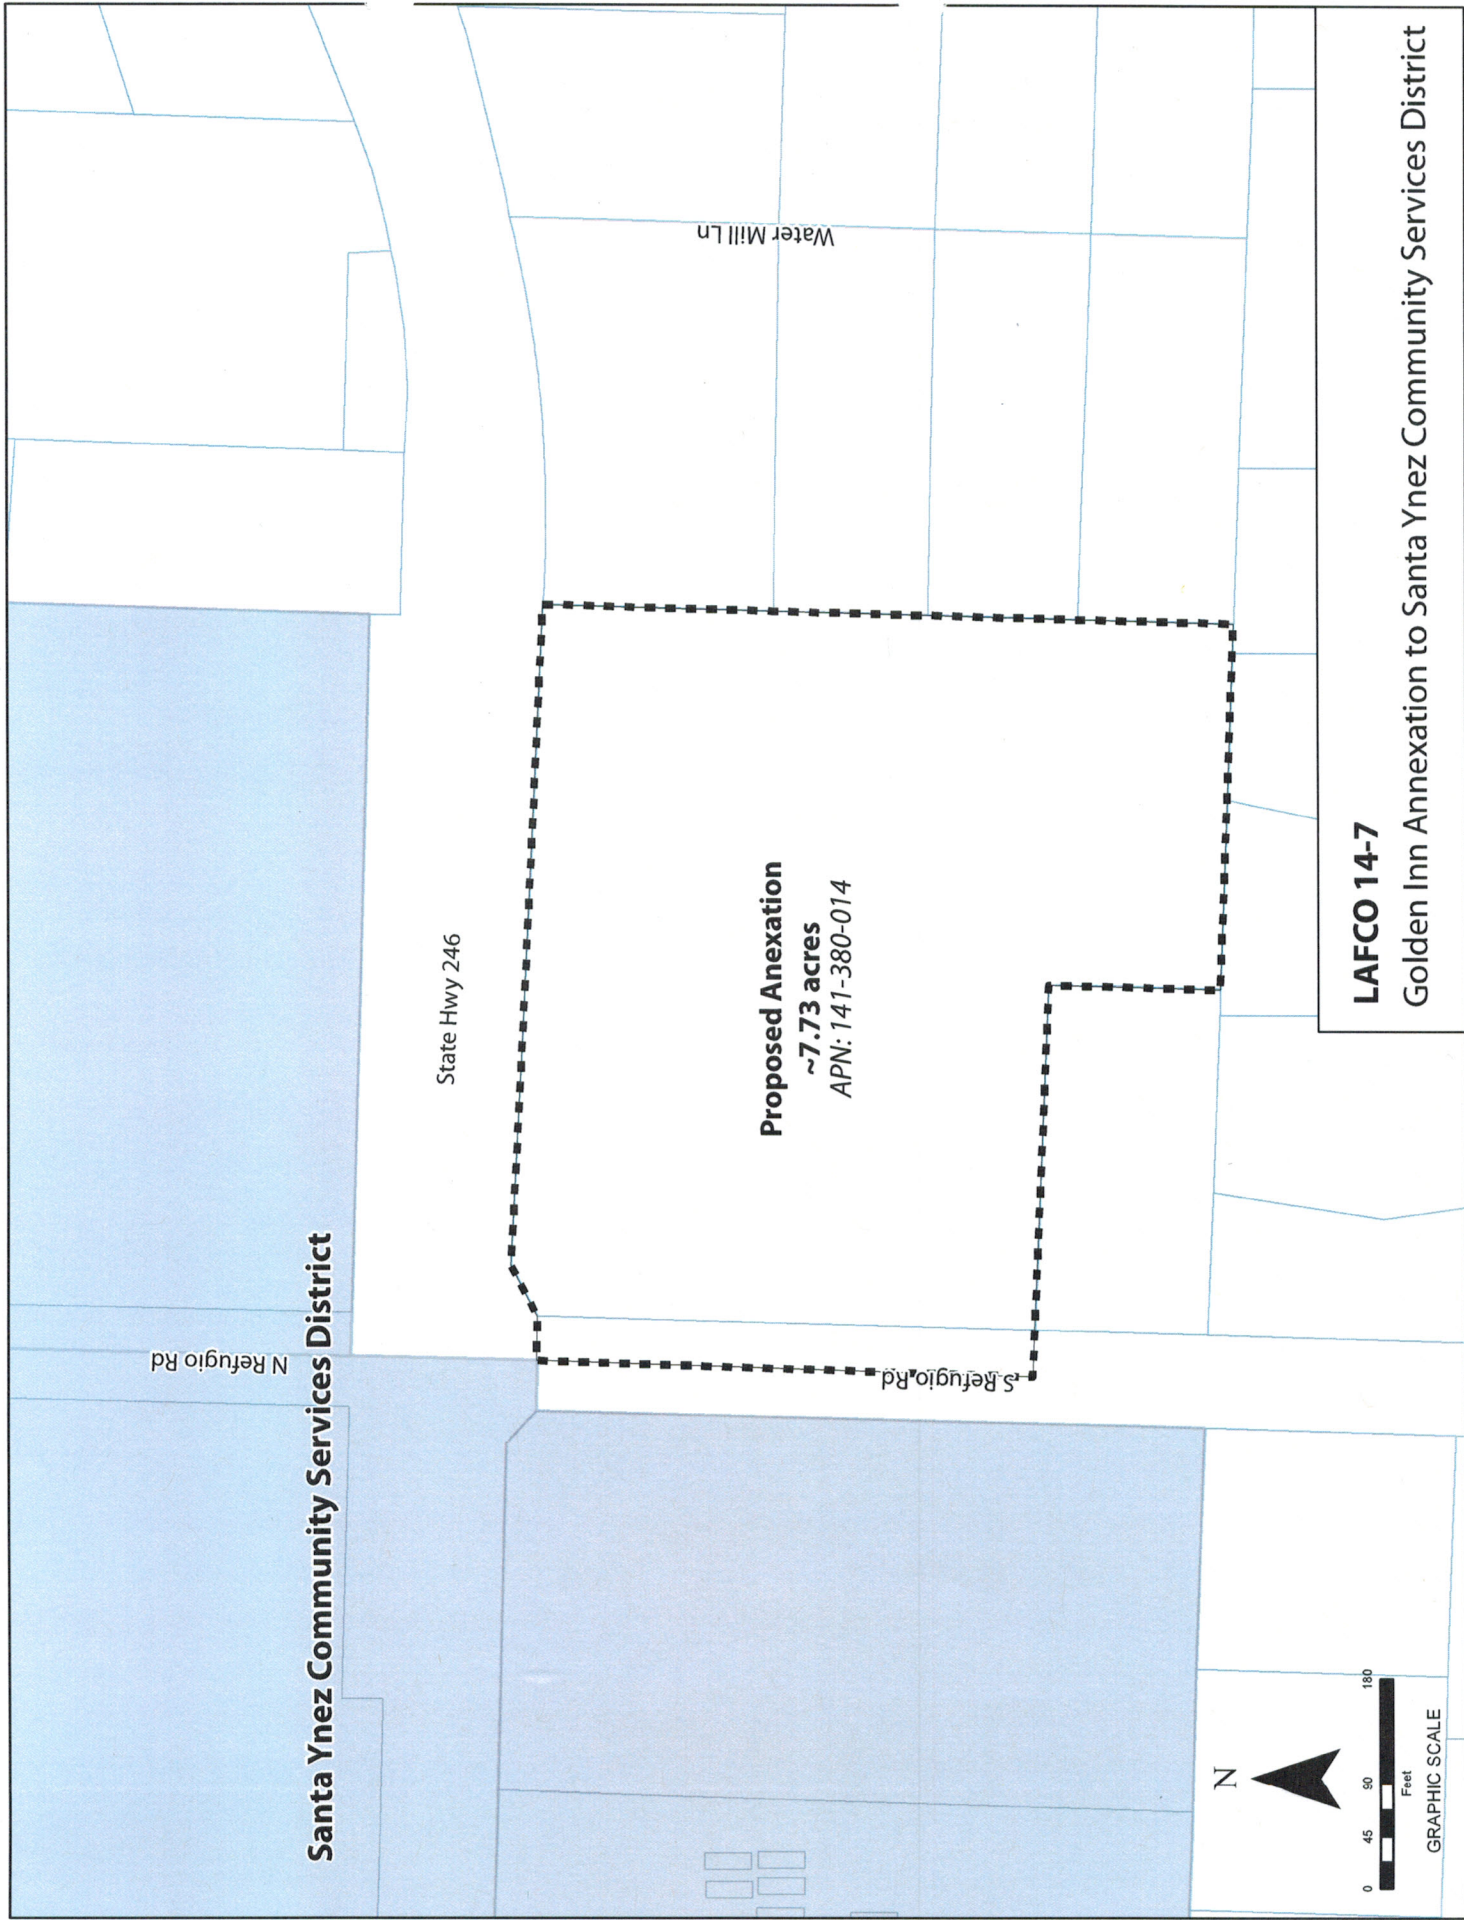 Santa Ynez Community Services District
N Refugio Rd
State Hwy 246
Water Mill Ln
Proposed Anexation
~7.73 acres
APN: 141-380-014
S Refugio Rd
N
0 45 90 180
Feet
GRAPHIC SCALE
LAFCO 14-7
Golden Inn Annexation to Santa Ynez Community Services District